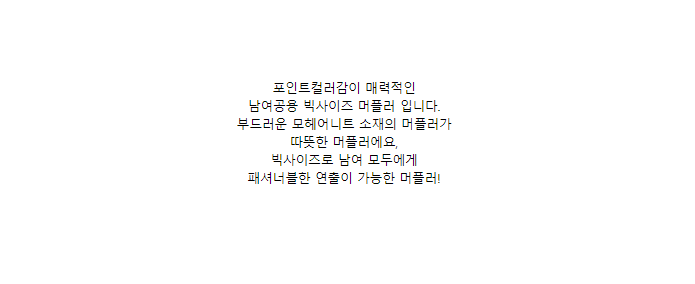 포인트컬러감이 매력적인
남여공용 빅사이즈 머플러 입니다.
부드러운 모헤어니트 소재의 머플러가
따뜻한 머플러에요,
빅사이즈로 남여 모두에게
패셔너블한 연출이 가능한 머플러!